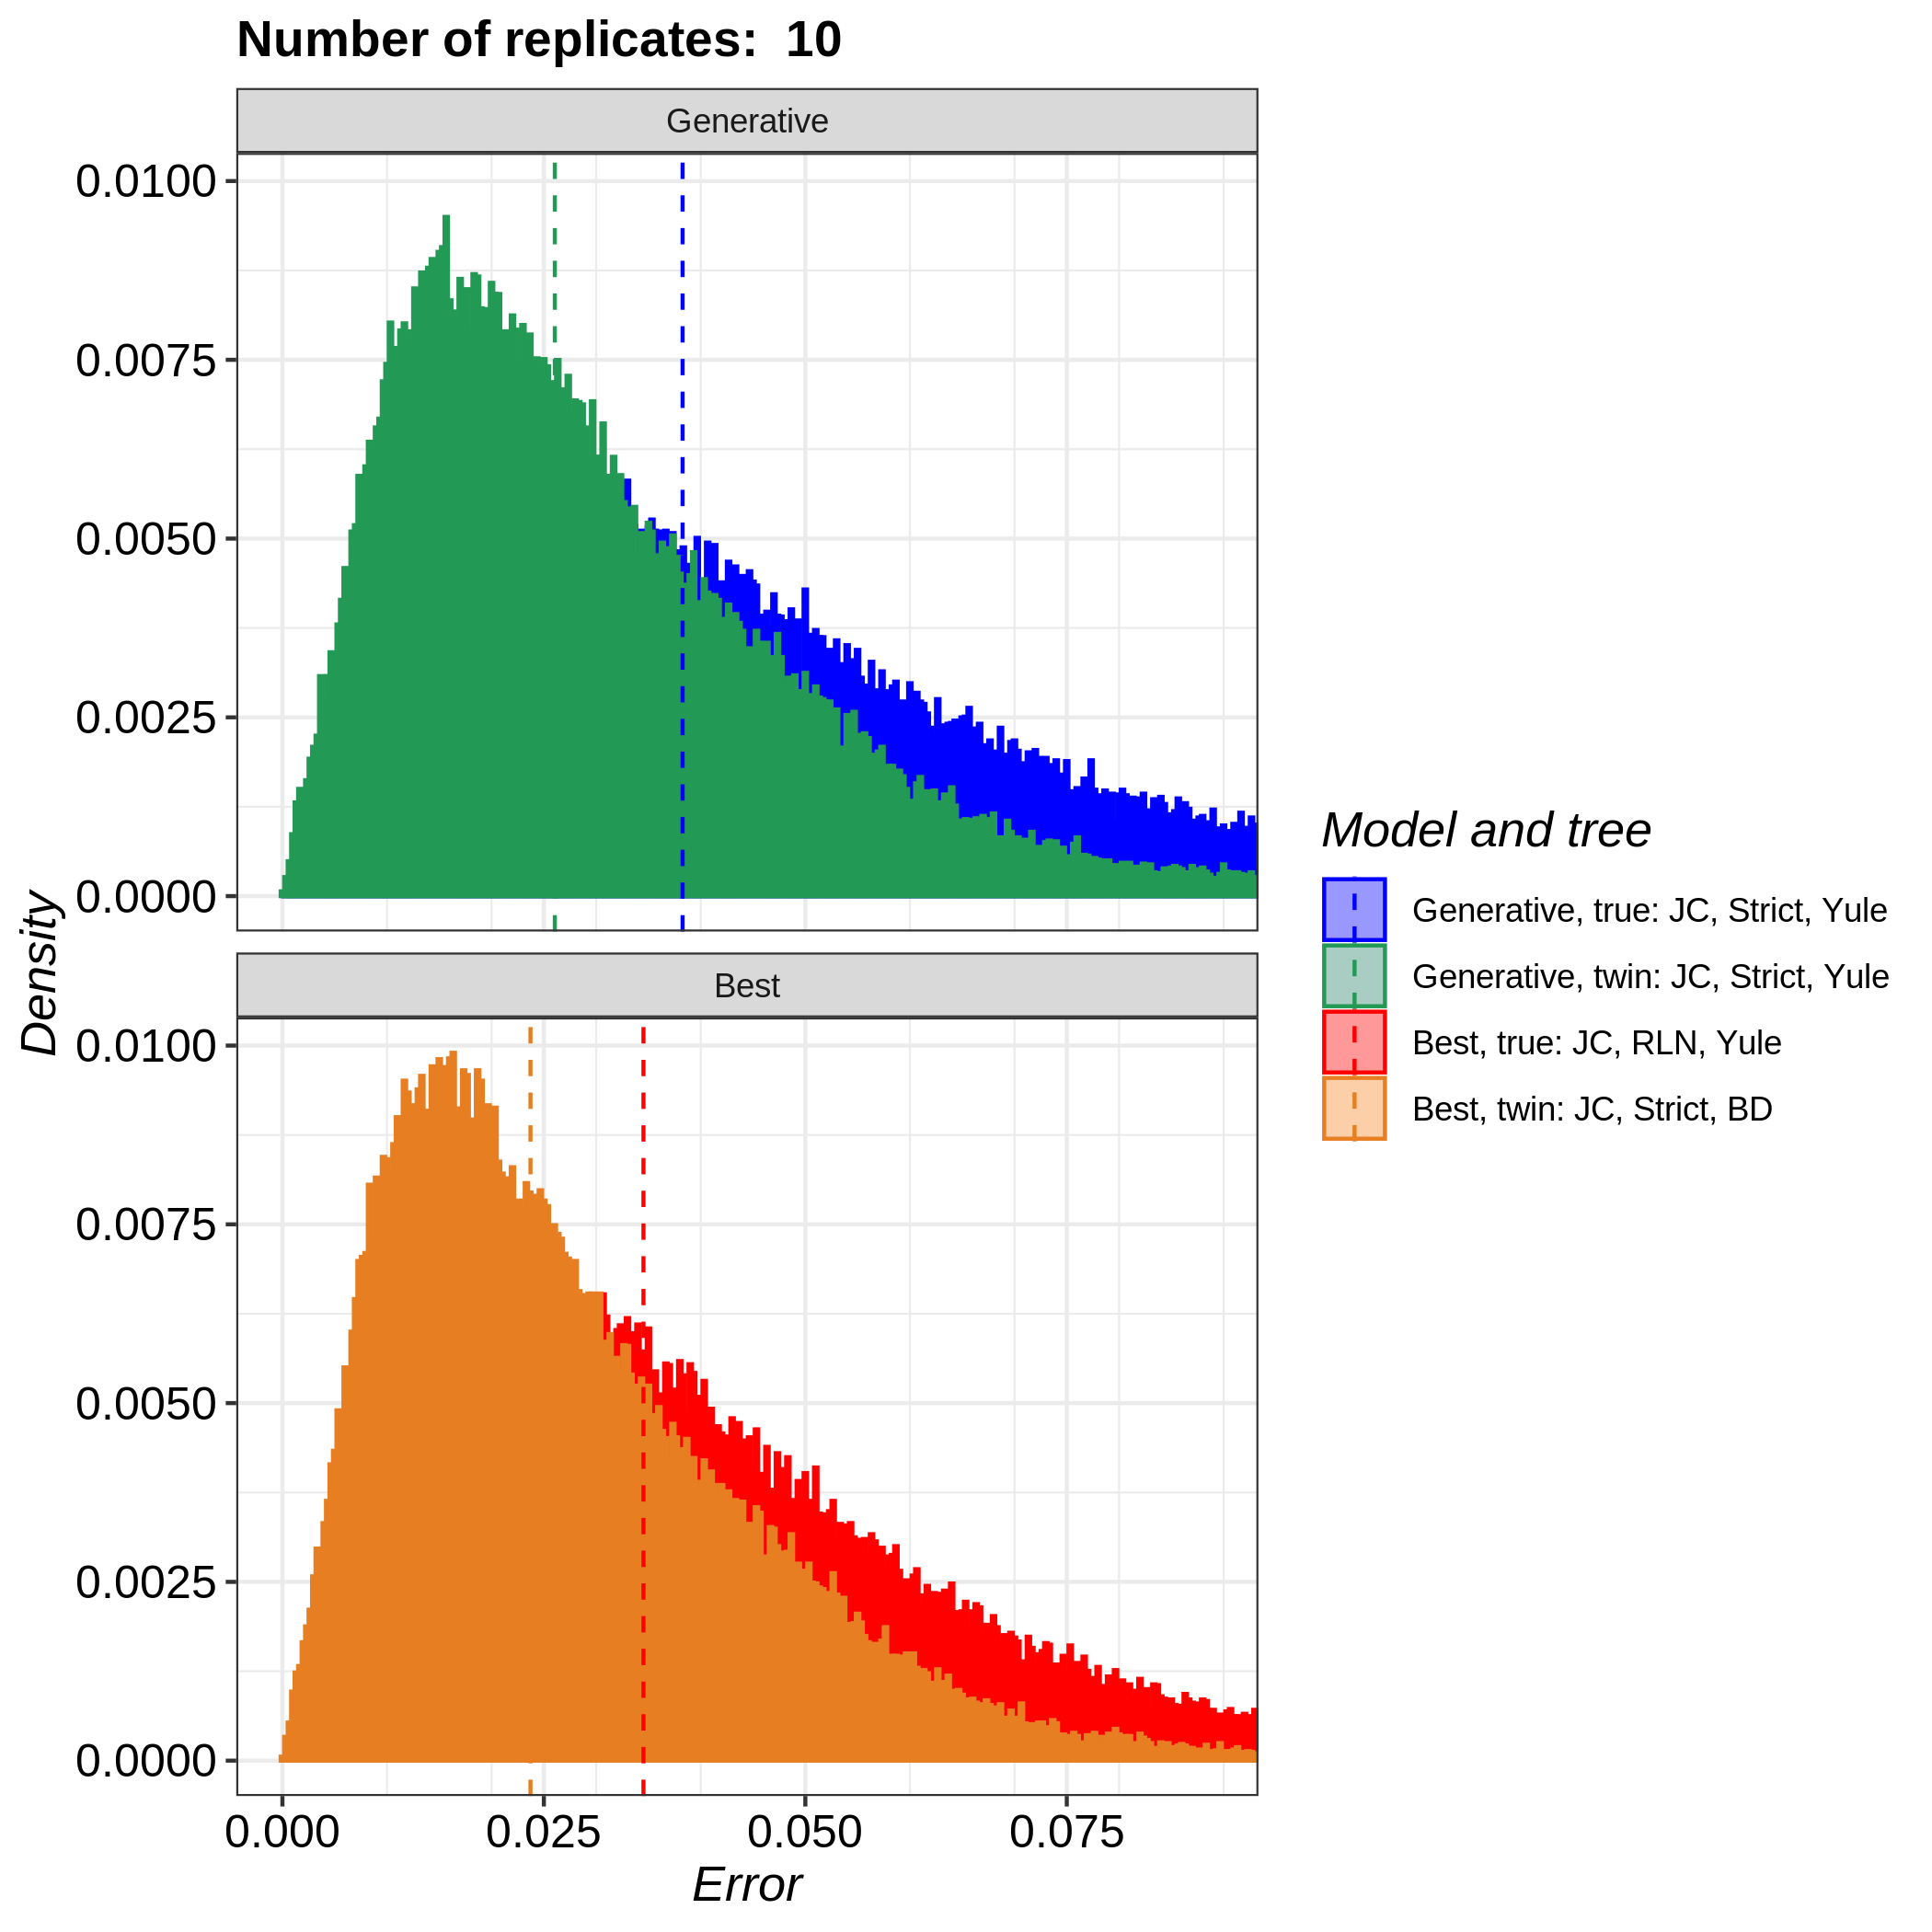 Number of replicates:  10
Generative
0.0100
0.0075
0.0050
0.0025
0.0000
Best
0.0100
0.0075
0.0050
0.0025
0.0000
0.000 0.025 0.050 0.075
Error
Density
Model and tree
Generative, true: JC, Strict, Yule
Generative, twin: JC, Strict, Yule
Best, true: JC, RLN, Yule
Best, twin: JC, Strict, BD